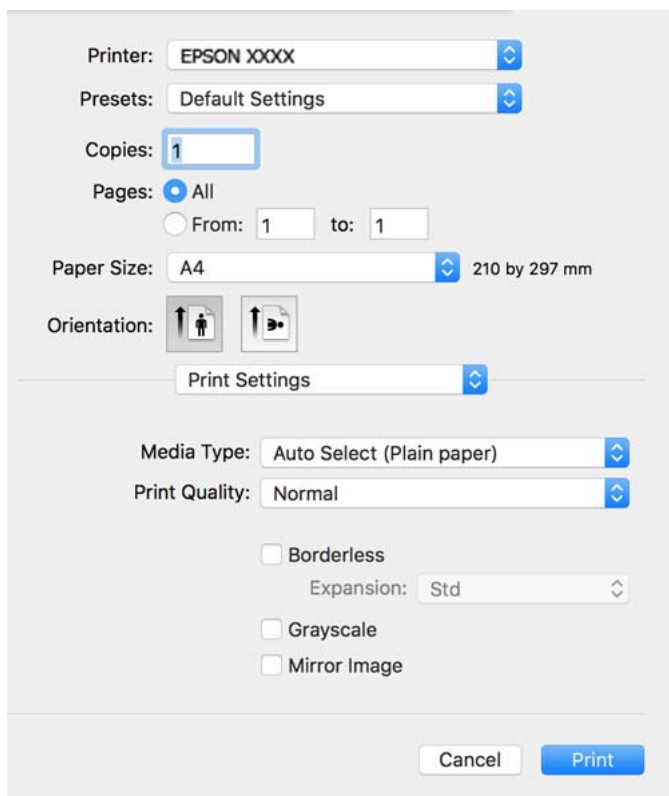 Printer: EPSON XXXX
Presets: Default Settings
Copies: 1
Pages: All
From: 1 to: 1
Paper Size: A4 210 by 297 mm
Orientation:
Print Settings
Media Type: Auto Select (Plain paper)
Print Quality: Normal
Borderless
Expansion: Std
Grayscale
Mirror Image
Cancel Print